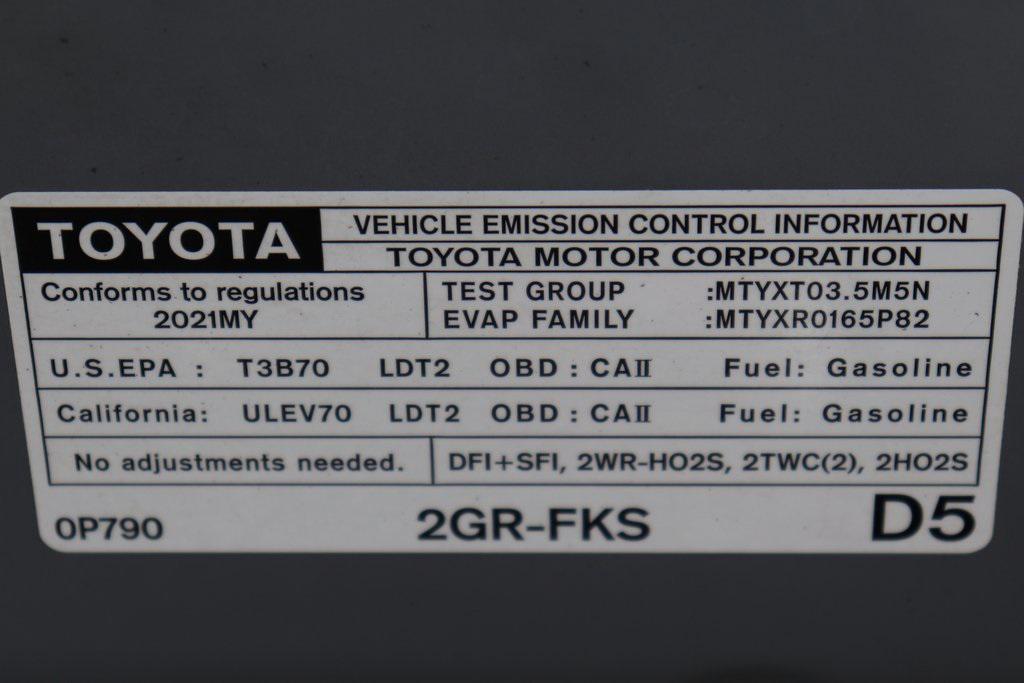 TOYOTA
VEHICLE EMISSION CONTROL INFORMATION
TOYOTA MOTOR CORPORATION
Conforms to regulations
2021MY
TEST GROUP :MTYXT03.5M5N
EVAP FAMILY :MTYXR0165P82
U.S.EPA : T3B70 LDT2 OBD : CAⅡ Fuel: Gasoline
California: ULEV70 LDT2 OBD : CAⅡ Fuel: Gasoline
No adjustments needed.
DFI+SFI, 2WR-HO2S, 2TWC(2), 2HO2S
0P790 2GR-FKS D5